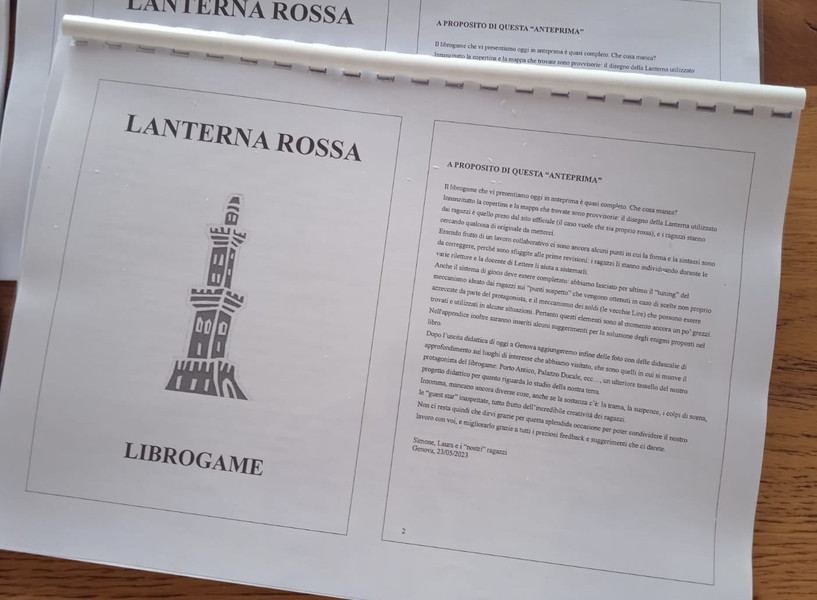 LANTERNA ROSSA
A PROPOSITO DI QUESTA “ANTEPRIMA”
Il librogame che vi presentiamo oggi in anteprima è quasi completo. Che cosa manca?
Innanzitutto la copertina e la mappa che trovate sono provvisorie: il disegno della Lanterna utilizzato
LANTERNA ROSSA
LIBROGAME
A PROPOSITO DI QUESTA “ANTEPRIMA”
Il librogame che vi presentiamo oggi in anteprima è quasi completo. Che cosa manca?
Innanzitutto la copertina e la mappa che trovate sono provvisorie: il disegno della Lanterna utilizzato
dai ragazzi è quello preso dal sito ufficiale (il caso vuole che sia proprio rosso), e i ragazzi stanno
cercando qualcosa di originale da metterci.
Essendo frutto di un lavoro collaborativo ci sono ancora alcuni punti in cui la forma e la sintassi sono
da correggere, perché sono sfuggite alle prime revisioni: i ragazzi li stanno individuando durante le
varie riletture e la docente di Lettere li aiuta a sistemarli.
Anche il sistema di gioco deve essere completato: abbiamo lasciato per ultimo il “tuning” del
meccanismo ideato dai ragazzi sui “punti sospetto” che vengono ottenuti in caso di scelte non proprio
azzeccate da parte del protagonista, e il meccanismo dei soldi (le vecchie Lire) che possono essere
trovati e utilizzati in alcune situazioni. Pertanto questi elementi sono al momento ancora un po’ grezzi.
Nell'appendice inoltre saranno inseriti alcuni suggerimenti per la soluzione degli enigmi proposti nel
libro.
Dopo l’uscita didattica di oggi a Genova aggiungeremo infine delle foto con delle didascalie di
approfondimento sui luoghi di interesse che abbiamo visitato, che sono quelli in cui si muove il
protagonista del librogame: Porto Antico, Palazzo Ducale, ecc…, un ulteriore tassello del nostro
progetto didattico per quanto riguarda lo studio della nostra terra.
Insomma, mancano ancora diverse cose, anche se la sostanza c’è: la trama, la suspence, i colpi di scena,
le “guest star” inaspettate, tutto frutto dell’incredibile creatività dei ragazzi.
Non ci resta quindi che dirvi grazie per questa splendida occasione per poter condividere il nostro
lavoro con voi, e migliorarlo grazie a tutti i preziosi feedback e suggerimenti che ci darete.
Simone, Laura e i “nostri” ragazzi
Genova, 23/05/2023
2